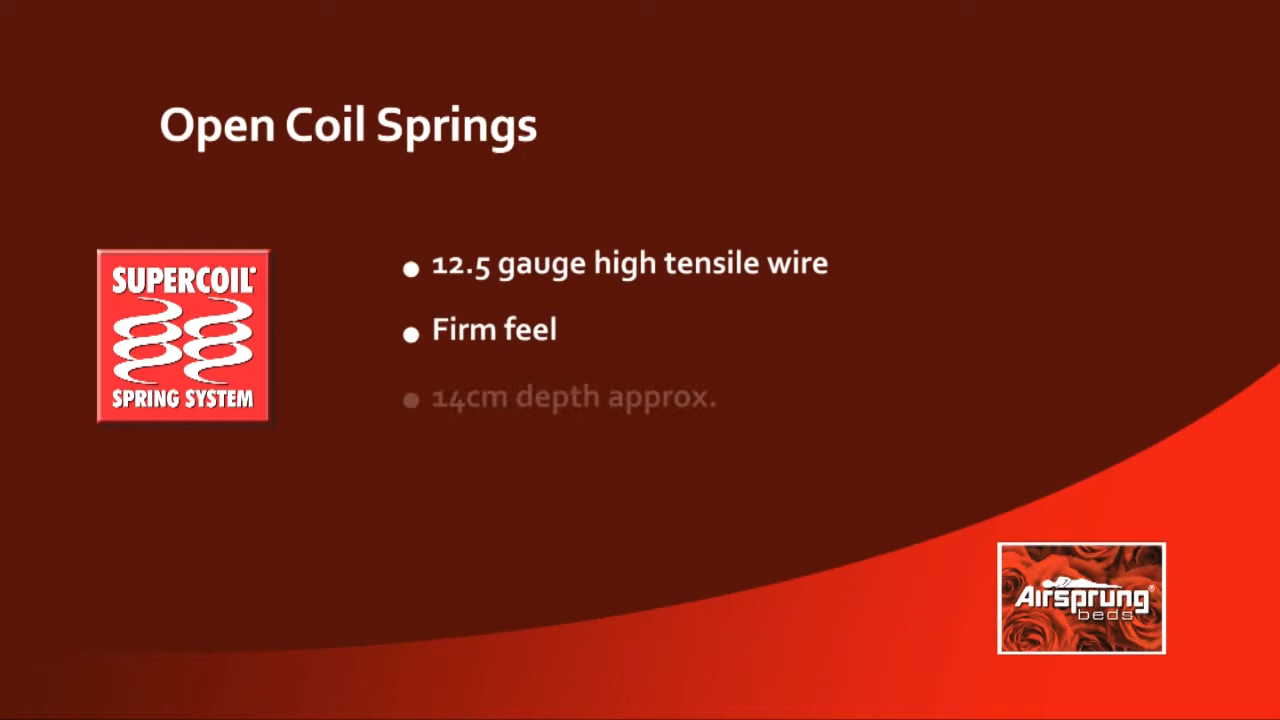 Open Coil Springs
SUPERCOIL
SPRING SYSTEM
• 12.5 gauge high tensile wire
• Firm feel
• 14cm depth approx.
Airsprung®
beds